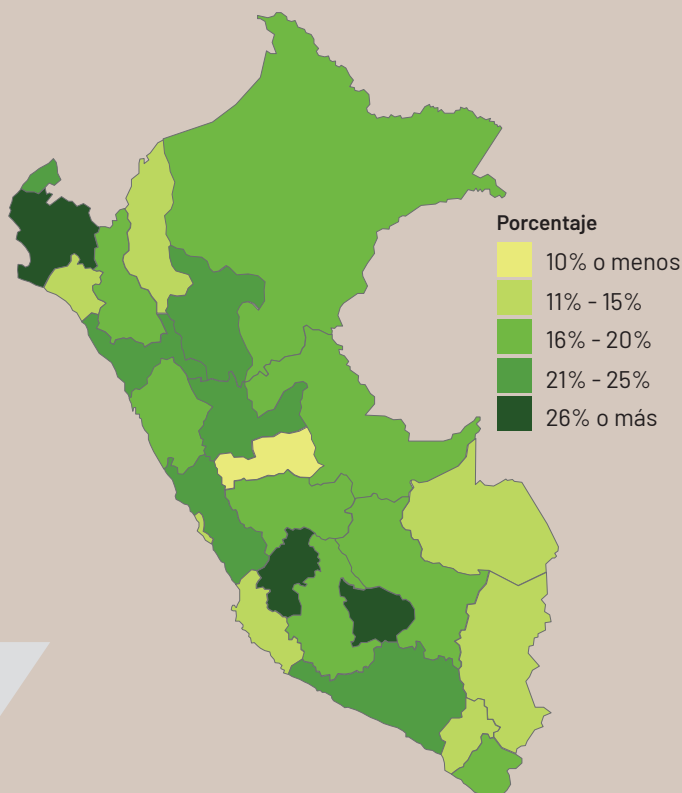 Porcentaje
10% o menos
11% - 15%
16% - 20%
21% - 25%
26% o más